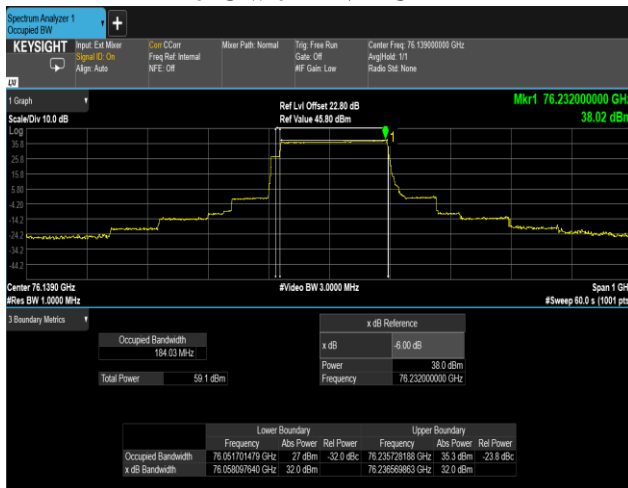 Spectrum Analyzer 1
Occupied BW
KEYSIGHT
Input: Ext Mixer
Signal ID: On
Align: Auto
Corr CCorr
Freq Ref: Internal
NFE: Off
Mixer Path: Normal
Trig: Free Run
Gate: Off
#IF Gain: Low
Center Freq: 76.139000000 GHz
Avg|Hold: 1/1
Radio Std: None
LXI
1 Graph
Scale/Div 10.0 dB
Ref Lvl Offset 22.80 dB
Ref Value 45.80 dBm
Mkr1 76.232000000 GHz
38.02 dBm
Log
35.8
25.8
15.8
5.80
-4.20
-14.2
-24.2
-34.2
-44.2
1
Center 76.1390 GHz
#Res BW 1.0000 MHz
#Video BW 3.0000 MHz
Span 1 GH
#Sweep 60.0 s (1001 pts
3 Boundary Metrics
Occupied Bandwidth
184.03 MHz
Total Power 59.1 dBm
x dB Reference
x dB -6.00 dB
Power 38.0 dBm
Frequency 76.232000000 GHz
Lower Boundary Upper Boundary
Frequency Abs Power Rel Power Frequency Abs Power Rel Power
Occupied Bandwidth 76.051701479 GHz 27 dBm -32.0 dBc 76.235728188 GHz 35.3 dBm -23.8 dBc
x dB Bandwidth 76.058097640 GHz 32.0 dBm 76.236569863 GHz 32.0 dBm